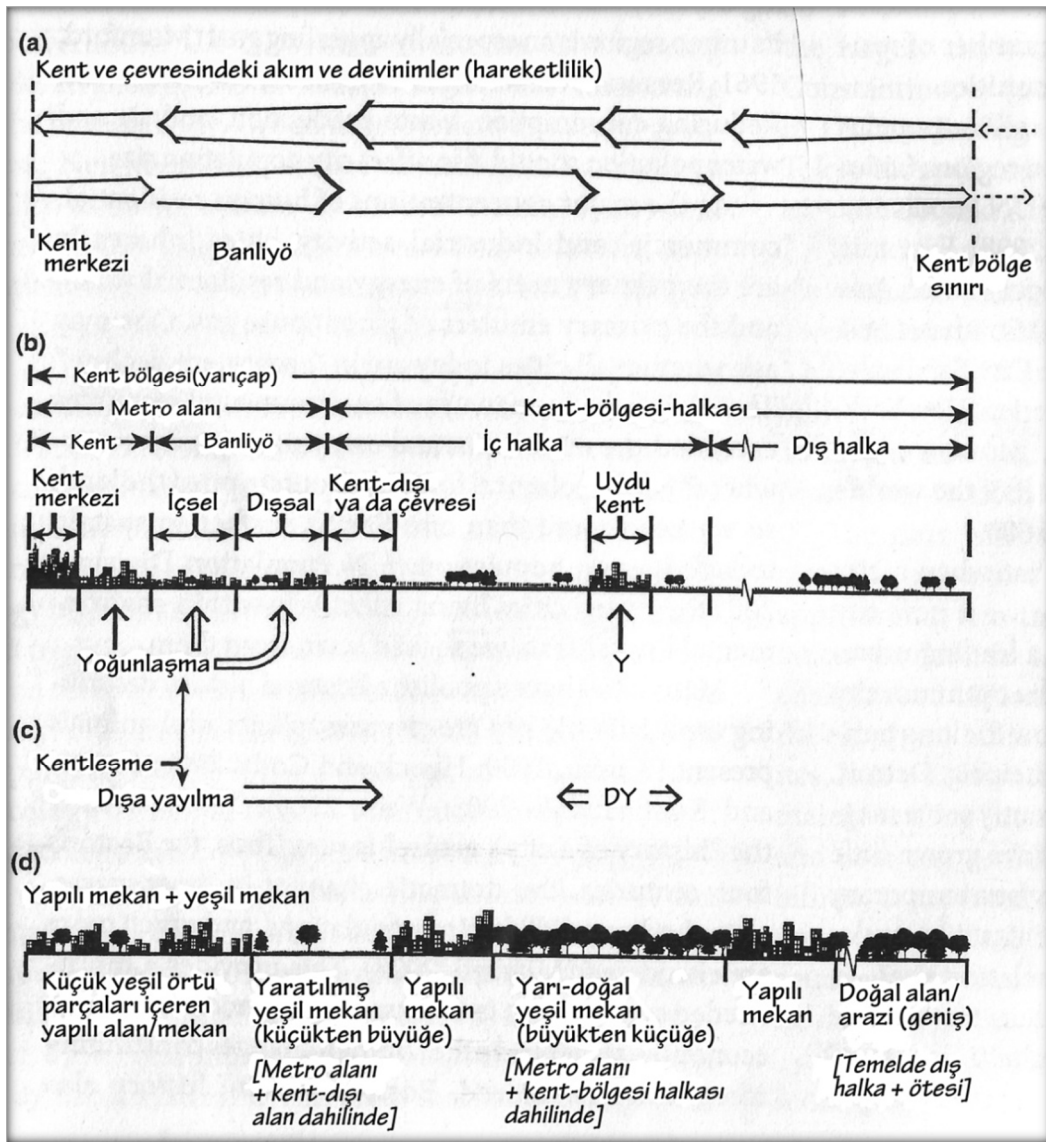 (a)
Kent ve çevresindeki akım ve devinimler (hareketlilik)
Kent
merkezi
Banliyö
Kent bölge
sınırı
(b)
Kent bölgesi(yarıçap)
Metro alanı
Kent-bölgesi-halkası
Kent
Banliyö
İç halka
Dış halka
Kent
merkezi
İçsel
Dışsal
Kent-dışı
ya da çevresi
Uydu
kent
Yoğunlaşma
Y
(c)
Kentleşme
Dışa yayılma
DY
(d)
Yapılı mekan + yeşil mekan
Küçük yeşil örtü
parçaları içeren
yapılı alan/mekan
Yaratılmış
yeşil mekan
(küçükten büyüğe)
[Metro alanı
+ kent-dışı
alan dahilinde]
Yapılı
mekan
Yarı-doğal
yeşil mekan
(büyükten küçüğe)
[Metro alanı
+ kent-bölgesi halkası
dahilinde]
Yapılı
mekan
Doğal alan/
arazi (geniş)
[Temelde dış
halka + ötesi]